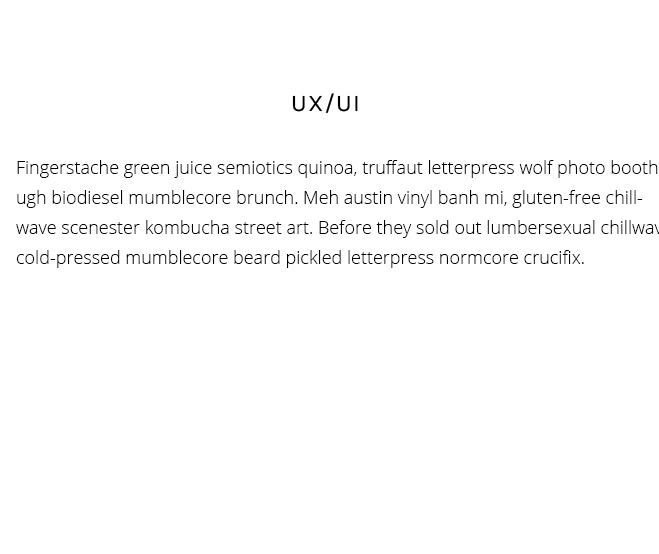 UX/UI
Fingerstache green juice semiotics quinoa, truffaut letterpress wolf photo booth
ugh biodiesel mumblecore brunch. Meh austin vinyl banh mi, gluten-free chill-
wave scenester kombucha street art. Before they sold out lumbersexual
cold-pressed mumblecore beard pickled letterpress normcore crucifix.